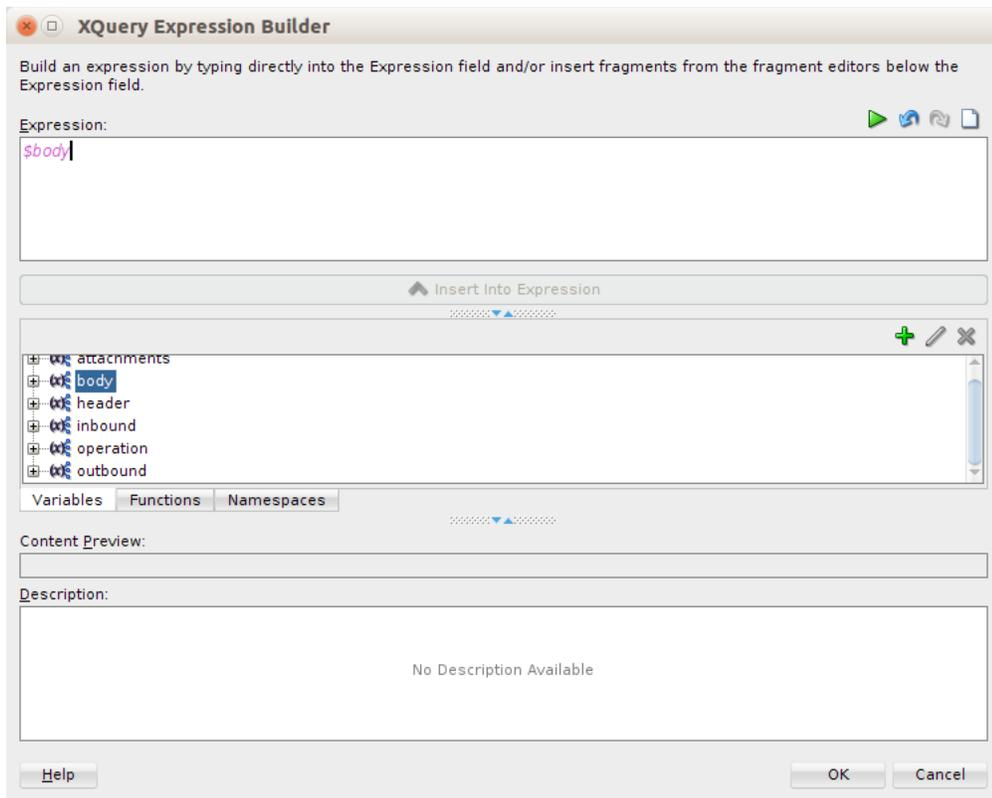 XQuery Expression Builder
Build an expression by typing directly into the Expression field and/or insert fragments from the fragment editors below the
Expression field.
Expression:
$body
Insert Into Expression
attachments
body
header
inbound
operation
outbound
Variables Functions Namespaces
Content Preview:
Description:
No Description Available
Help OK Cancel